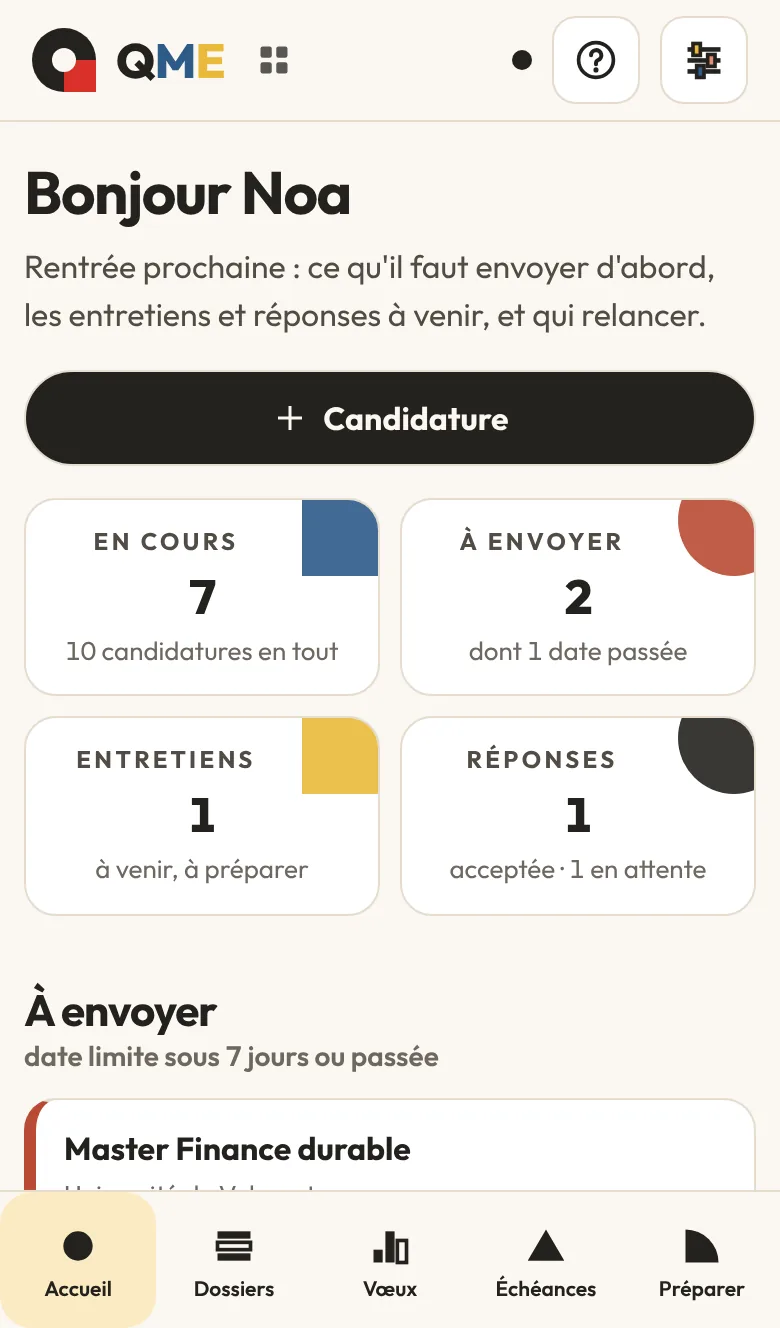 QME
Bonjour Noa
Rentrée prochaine : ce qu'il faut envoyer d'abord,
les entretiens et réponses à venir, et qui relancer.
+ Candidature
EN COURS
7
10 candidatures en tout
À ENVOYER
2
dont 1 date passée
ENTRETIENS
1
à venir, à préparer
RÉPONSES
1
acceptée · 1 en attente
À envoyer
date limite sous 7 jours ou passée
Master Finance durable
Accueil
Dossiers
Vœux
Échéances
Préparer